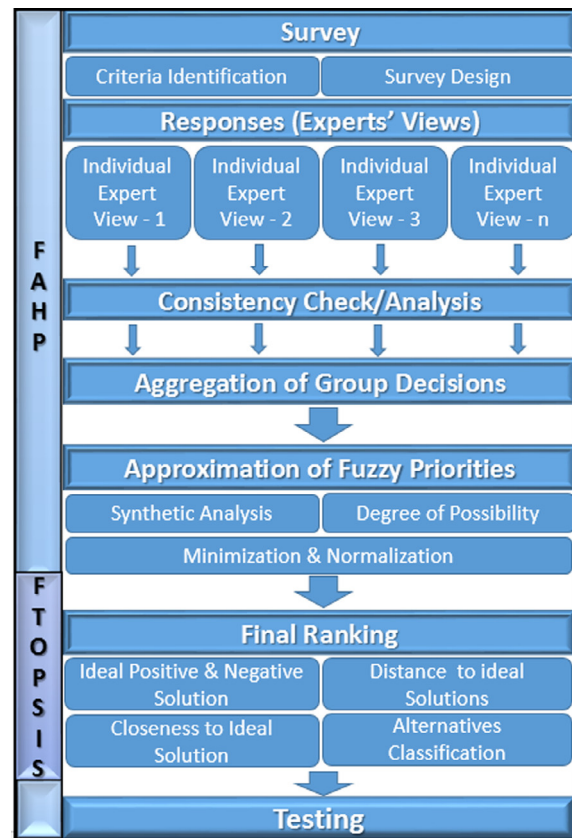 Survey
Criteria Identification
Survey Design
Responses (Experts’ Views)
Individual
Expert
View - 1
Individual
Expert
View - 2
Individual
Expert
View - 3
Individual
Expert
View - n
Consistency Check/Analysis
Aggregation of Group Decisions
Approximation of Fuzzy Priorities
Synthetic Analysis
Degree of Possibility
Minimization & Normalization
F
A
H
P
Final Ranking
Ideal Positive & Negative
Solution
Distance to ideal
Solutions
Closeness to Ideal
Solution
Alternatives
Classification
F
T
O
P
S
I
S
Testing